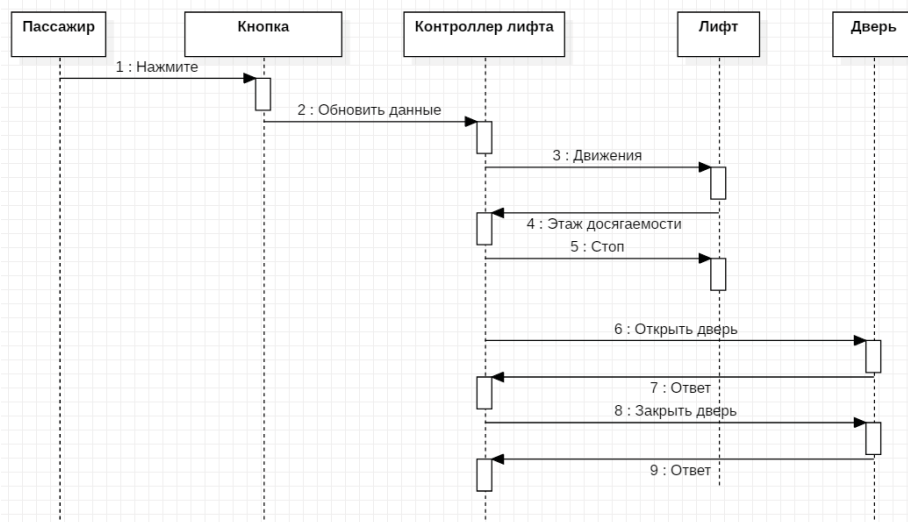 Пассажир
Кнопка
Контроллер лифта
Лифт
Дверь
1 : Нажмите
2 : Обновить данные
3 : Движения
4 : Этаж досягаемости
5 : Стоп
6 : Открыть дверь
7 : Ответ
8 : Закрыть дверь
9 : Ответ